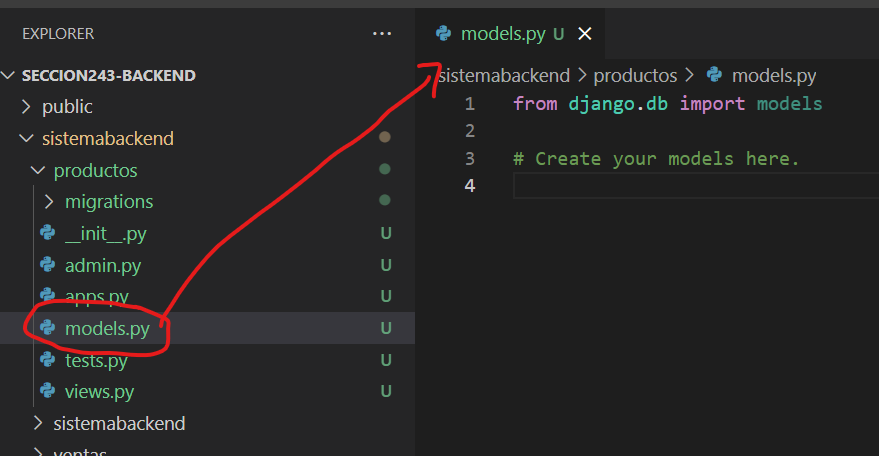 EXPLORER
...
SECCION243-BACKEND
public
sistemabackend
productos
migrations
__init__.py U
admin.py U
apps.py U
models.py U
tests.py U
views.py U
sistemabackend
ventas
models.py U
sistemabackend > productos > models.py
1 from django.db import models
2
3 # Create your models here.
4